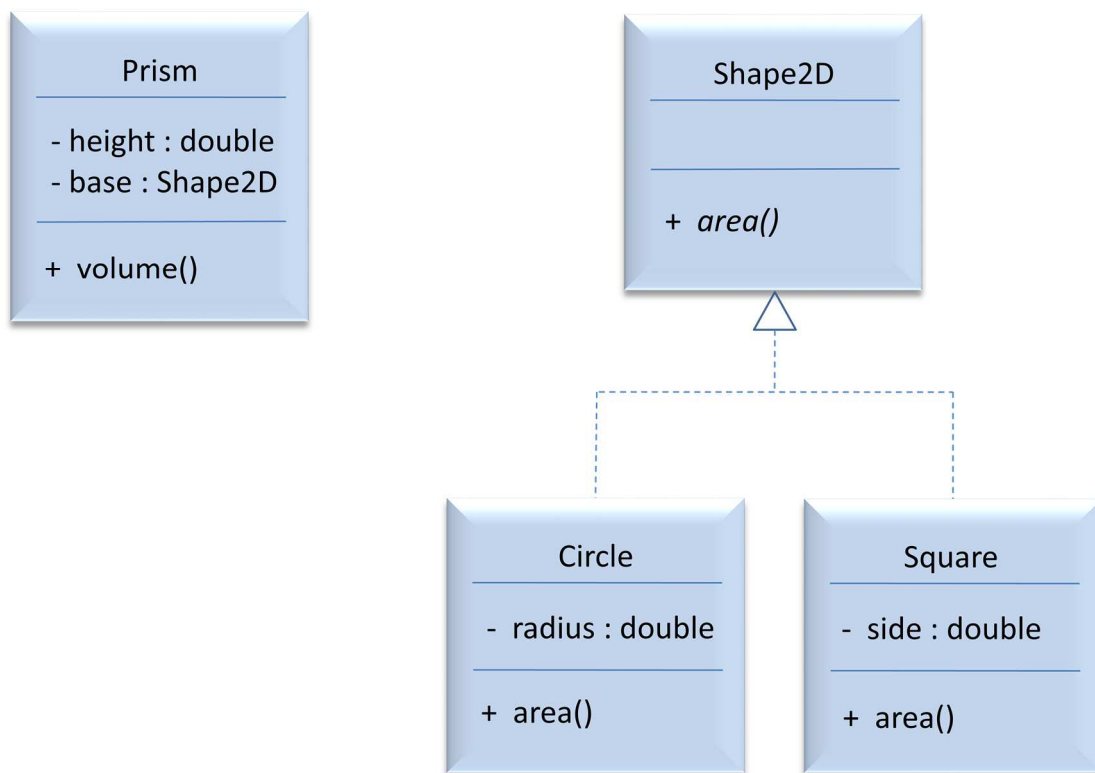 Prism
- height : double
- base : Shape2D
+ volume()
Shape2D
+ area()
Circle
- radius : double
+ area()
Square
- side : double
+ area()